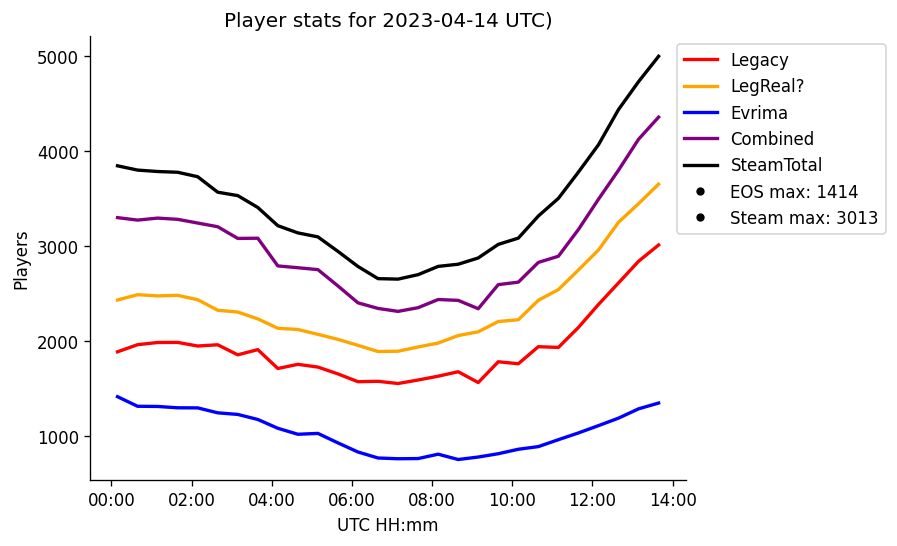 Player stats for 2023-04-14 UTC)
5000
4000
3000
2000
1000
Players
00:00
02:00
04:00
06:00
08:00
10:00
12:00
14:00
UTC HH:mm
Legacy
LegReal?
Evrima
Combined
SteamTotal
EOS max: 1414
Steam max: 3013